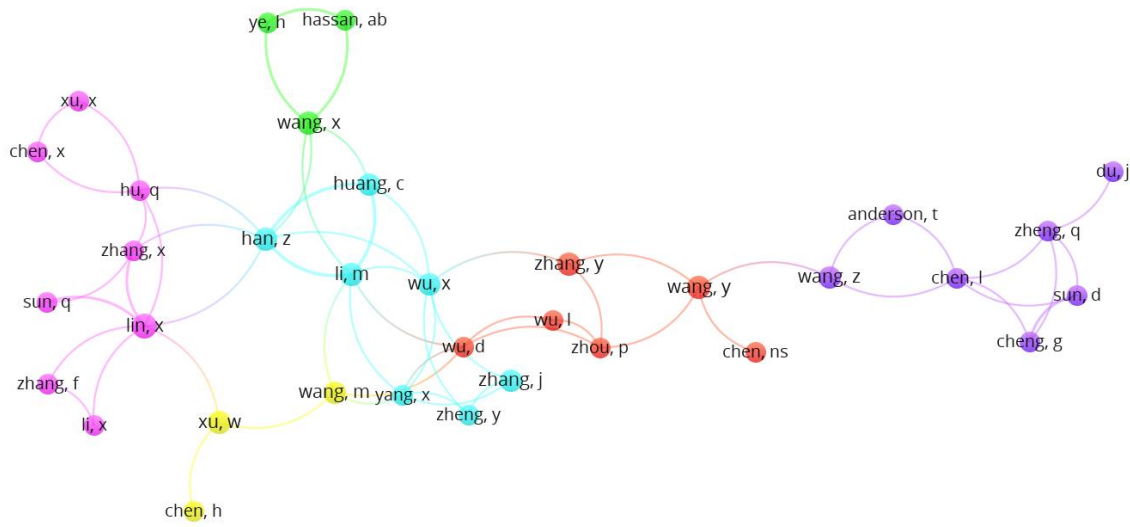 ye, h
hassan, ab
xu, x
wang, x
chen, x
du, j
hu, q
huang, c
anderson, t
zheng, q
zhang, x
han, z
li, m
wu, x
zhang, y
wang, y
wang, z
chen, l
sun, d
sun, q
lin, x
wu, l
wu, d
zhou, p
chen, ns
cheng, g
zhang, f
wang, m
yang, x
zhang, j
zheng, y
li, x
xu, w
chen, h